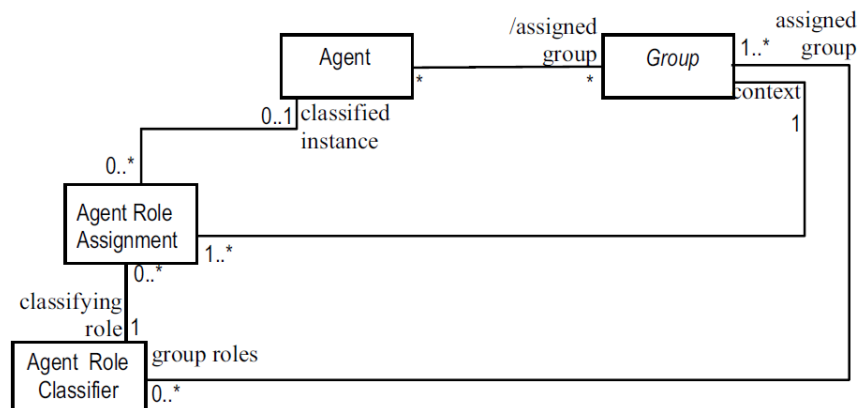 /assigned
group
assigned
group
Agent
Group
1..*
*
*
context
1
0..1
classified
instance
0..*
Agent Role
Assignment
1..*
0..*
classifying
role
1
Agent Role
Classifier
group roles
0..*